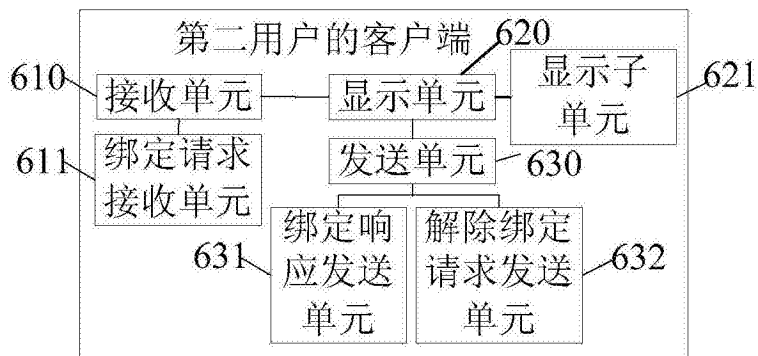 第二用户的客户端
620
610
接收单元
显示单元
显示子
单元
621
611
绑定请求
接收单元
发送单元
630
631
绑定响
应发送
单元
解除绑定
请求发送
单元
632